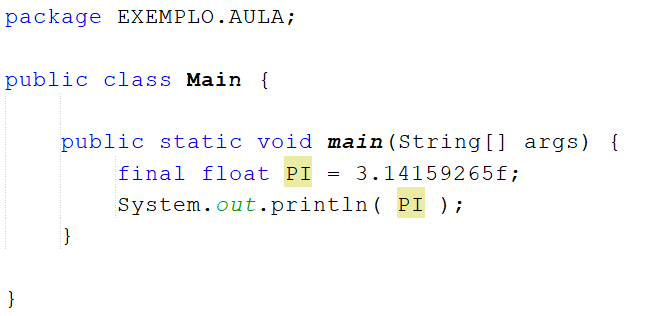 package EXEMPLO.AULA;
public class Main {
public static void main(String[] args) {
final float PI = 3.14159265f;
System.out.println( PI );
}
}